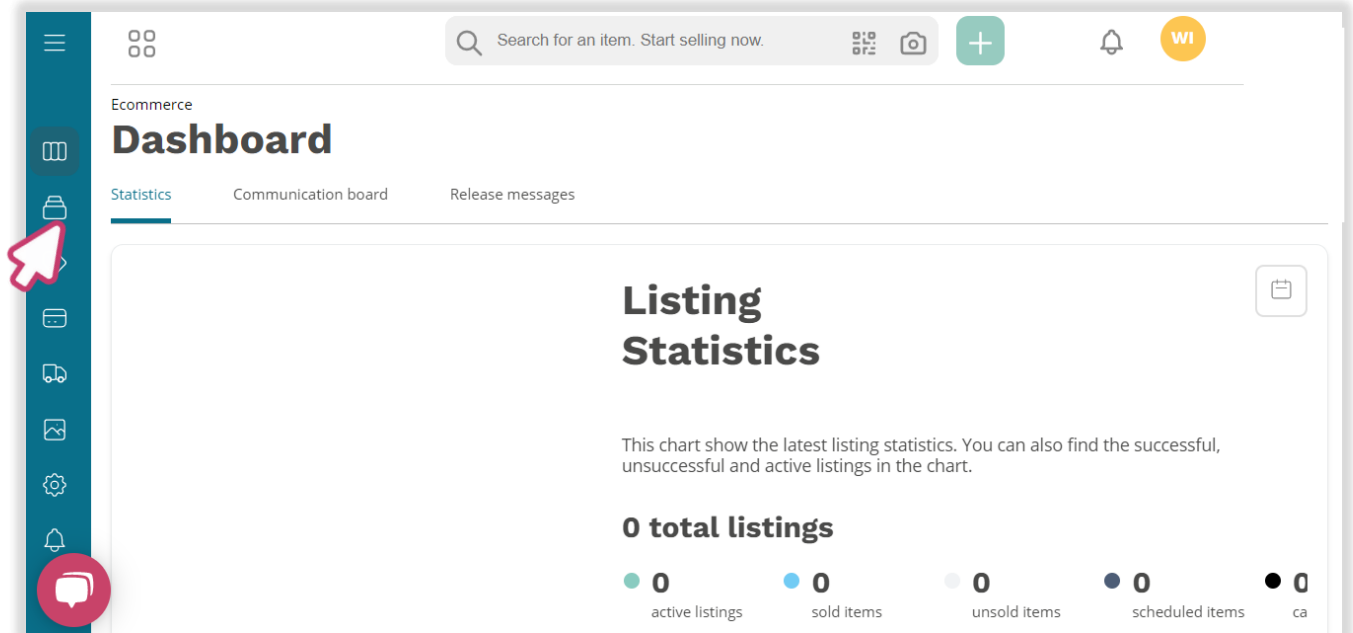 Search for an item. Start selling now.
WI
Ecommerce
Dashboard
Statistics Communication board Release messages
Listing
Statistics
This chart show the latest listing statistics. You can also find the successful,
unsuccessful and active listings in the chart.
0 total listings
0 0 0 0 0
active listings sold items unsold items scheduled items ca